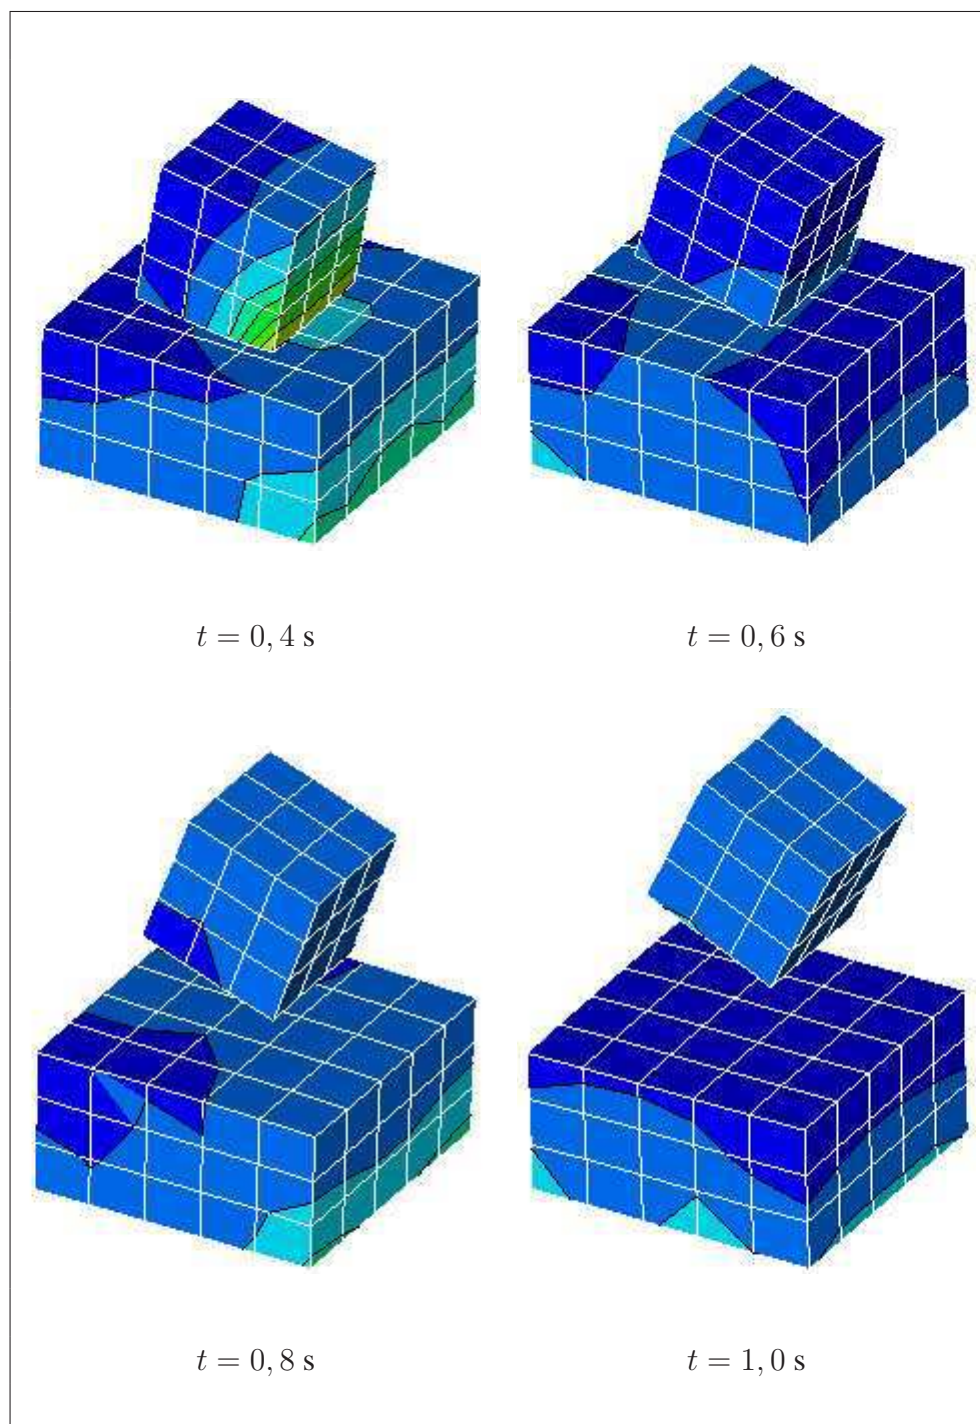 t = 0, 4 s
t = 0, 6 s
t = 0, 8 s
t = 1, 0 s